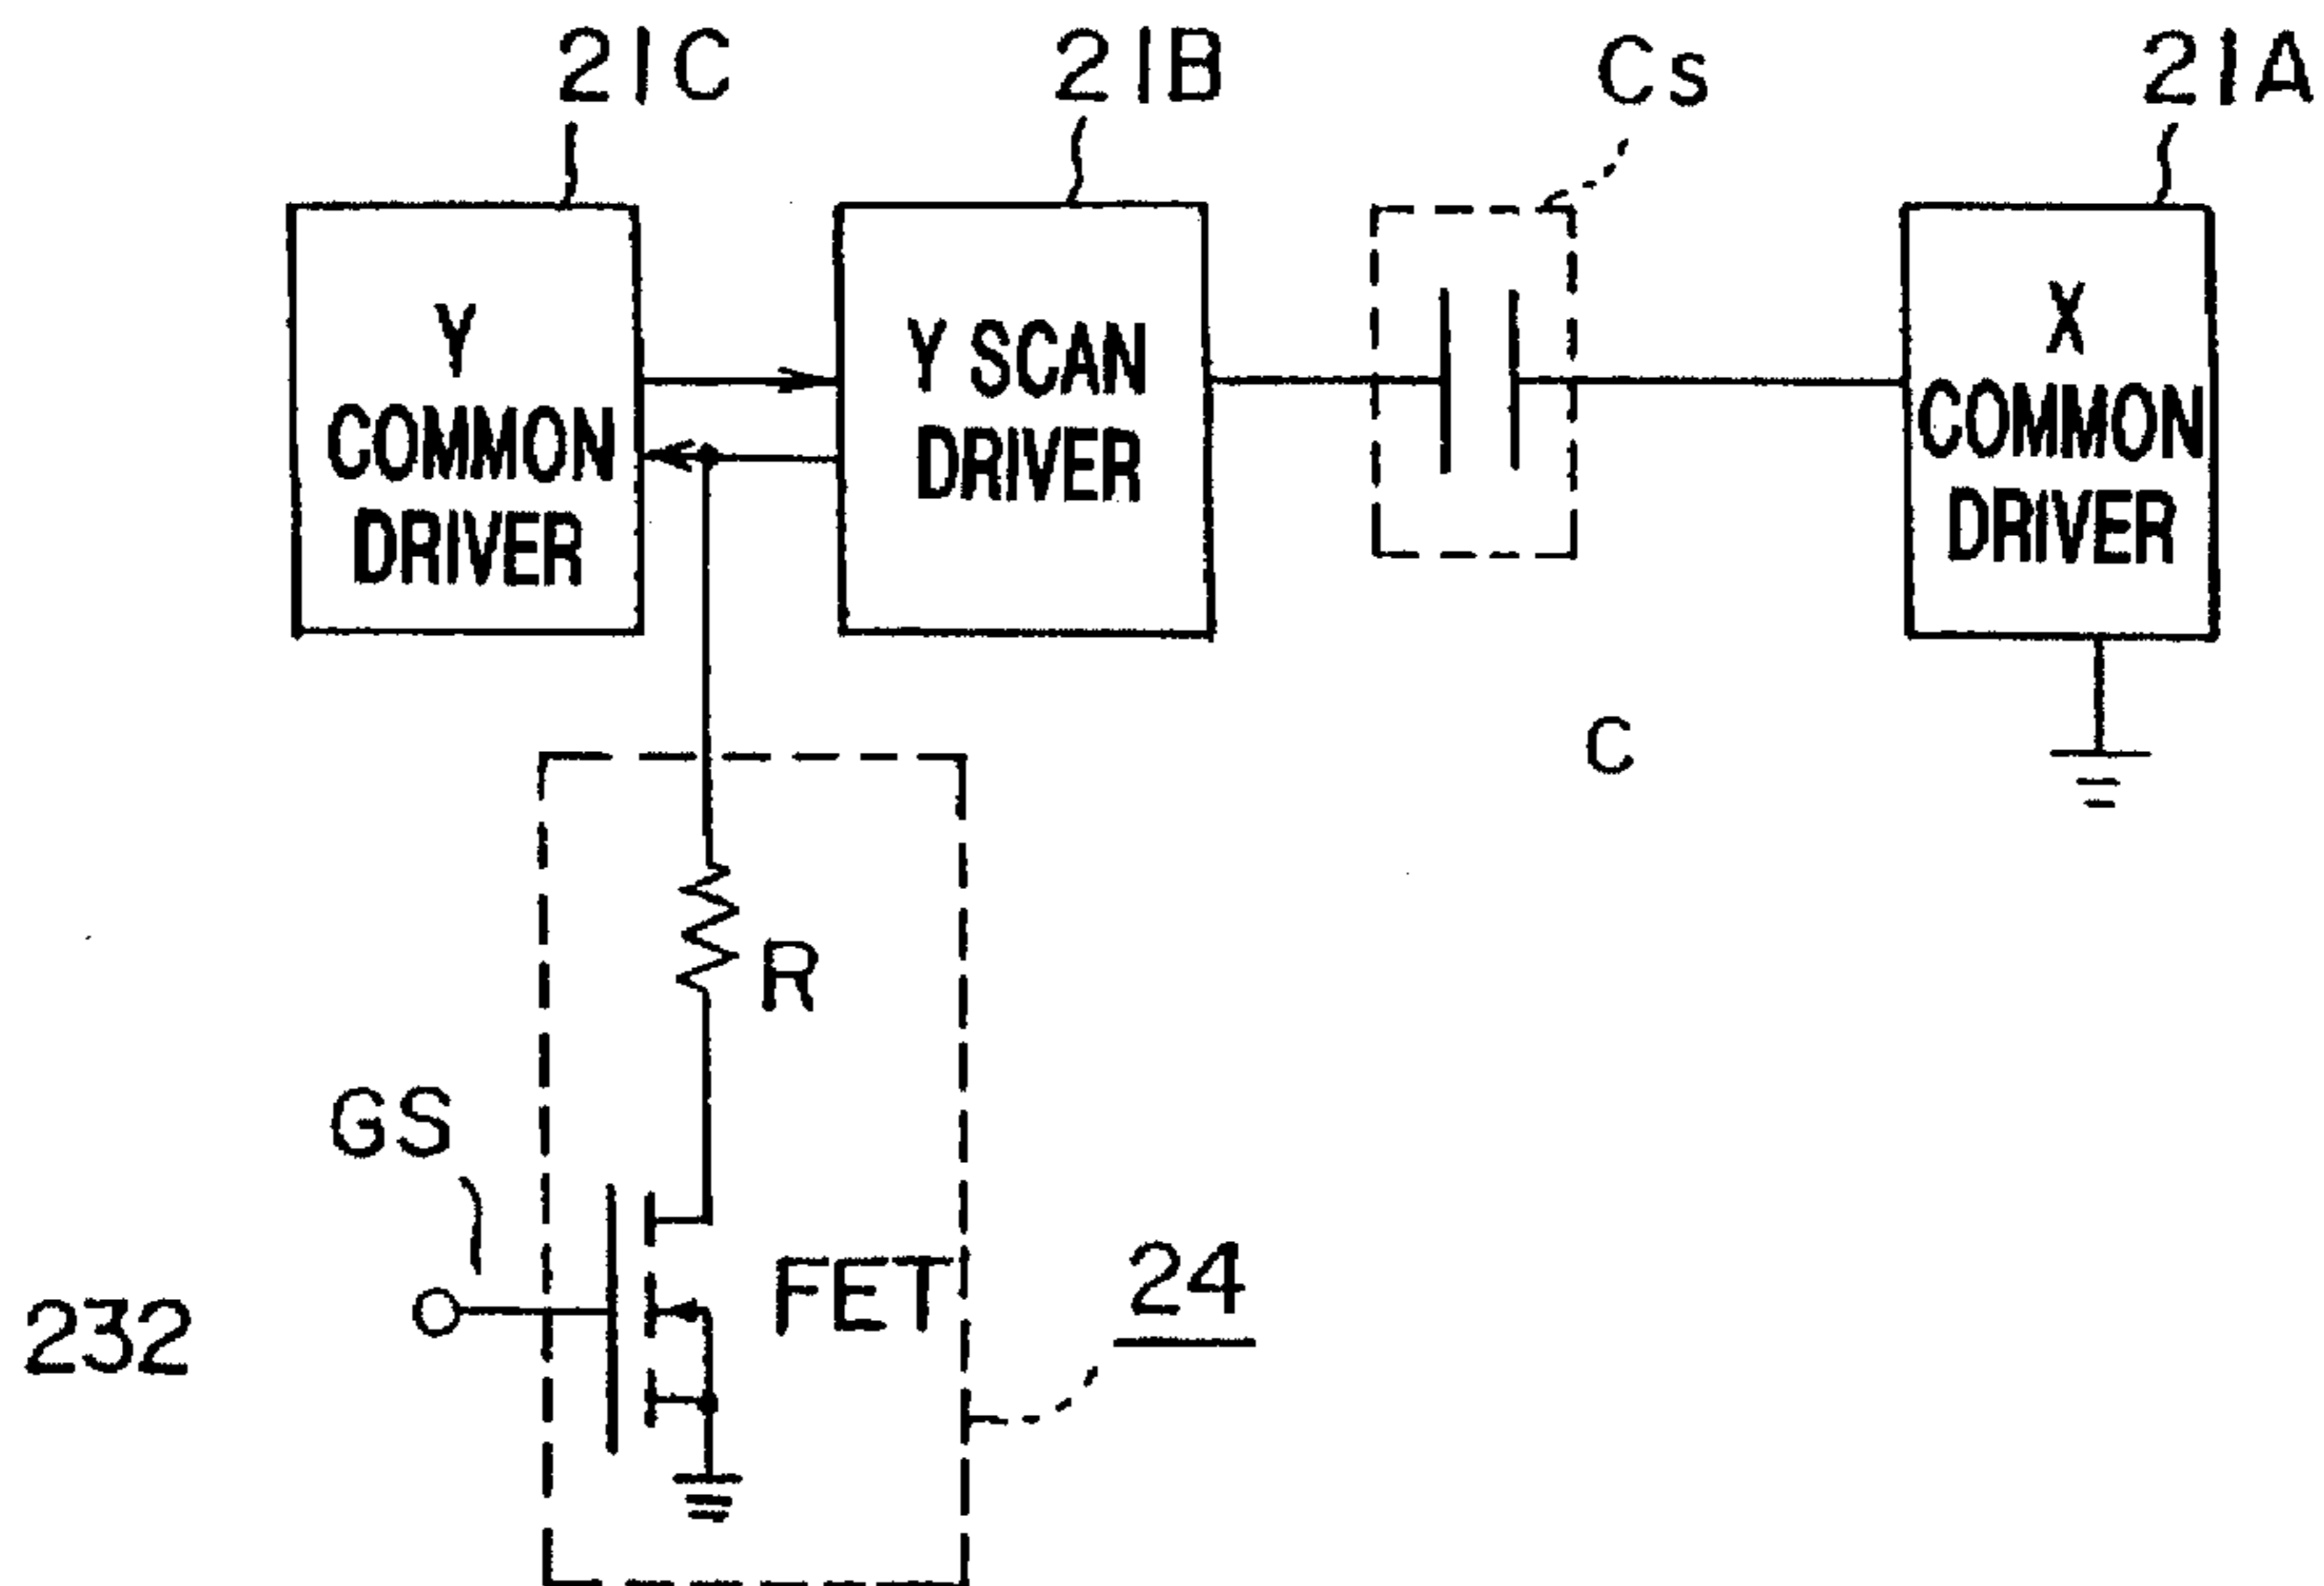 21C
21B
Cs
21A
Y
COMMON
DRIVER
Y SCAN
DRIVER
X
COMMON
DRIVER
C
R
GS
FET
24
232